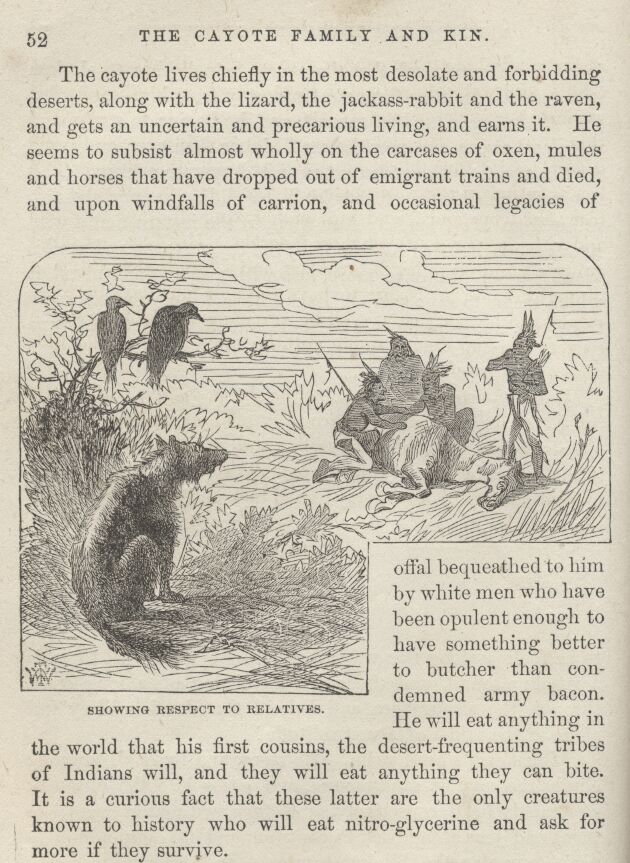 52
THE CAYOTE FAMILY AND KIN.
The cayote lives chiefly in the most desolate and forbidding
deserts, along with the lizard, the jackass-rabbit and the raven,
and gets an uncertain and precarious living, and earns it. He
seems to subsist almost wholly on the carcases of oxen, mules
and horses that have dropped out of emigrant trains and died,
and upon windfalls of carrion, and occasional legacies of
offal bequeathed to him
by white men who have
been opulent enough to
have something better
to butcher than con-
demned army bacon.
He will eat anything in
SHOWING RESPECT TO RELATIVES.
the world that his first cousins, the desert-frequenting tribes
of Indians will, and they will eat anything they can bite.
It is a curious fact that these latter are the only creatures
known to history who will eat nitro-glycerine and ask for
more if they survive.